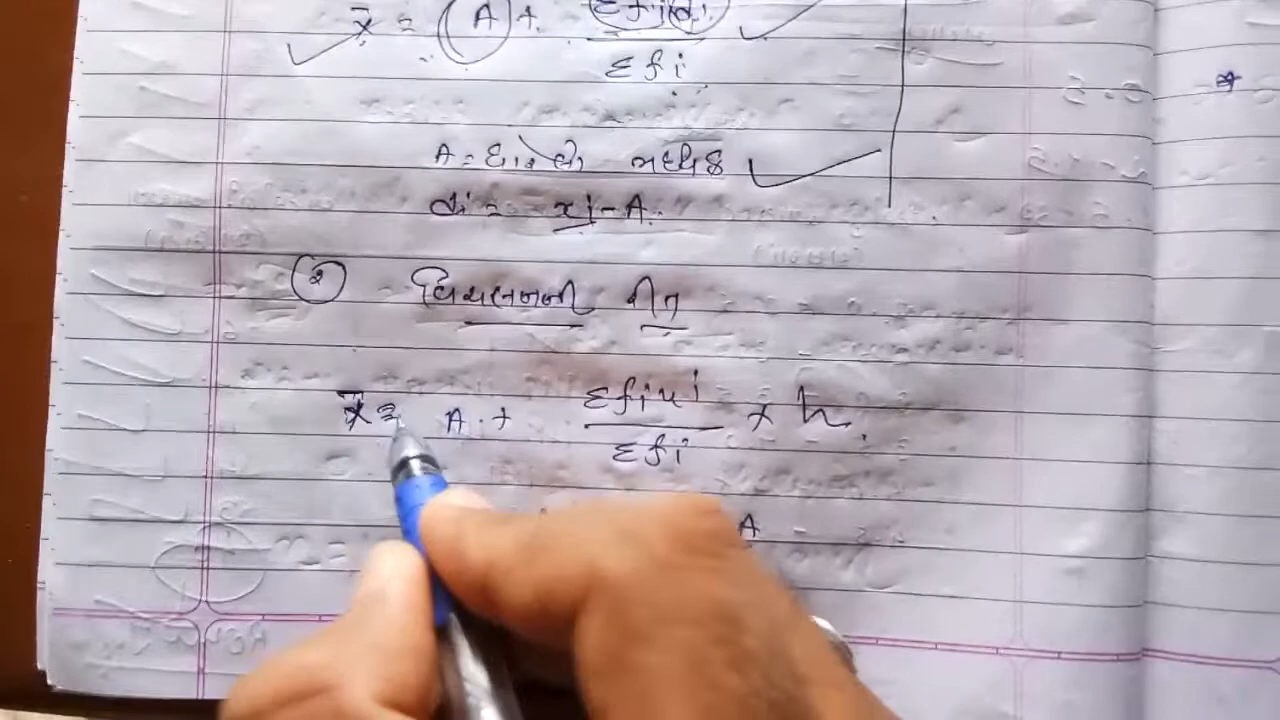 x̄ = A + Σfidi
Σfi
A = ધારેલો મધ્યક
di = xi - A
② વિચલનની રીત
x̄ = A + Σfiui / Σfi × h
A